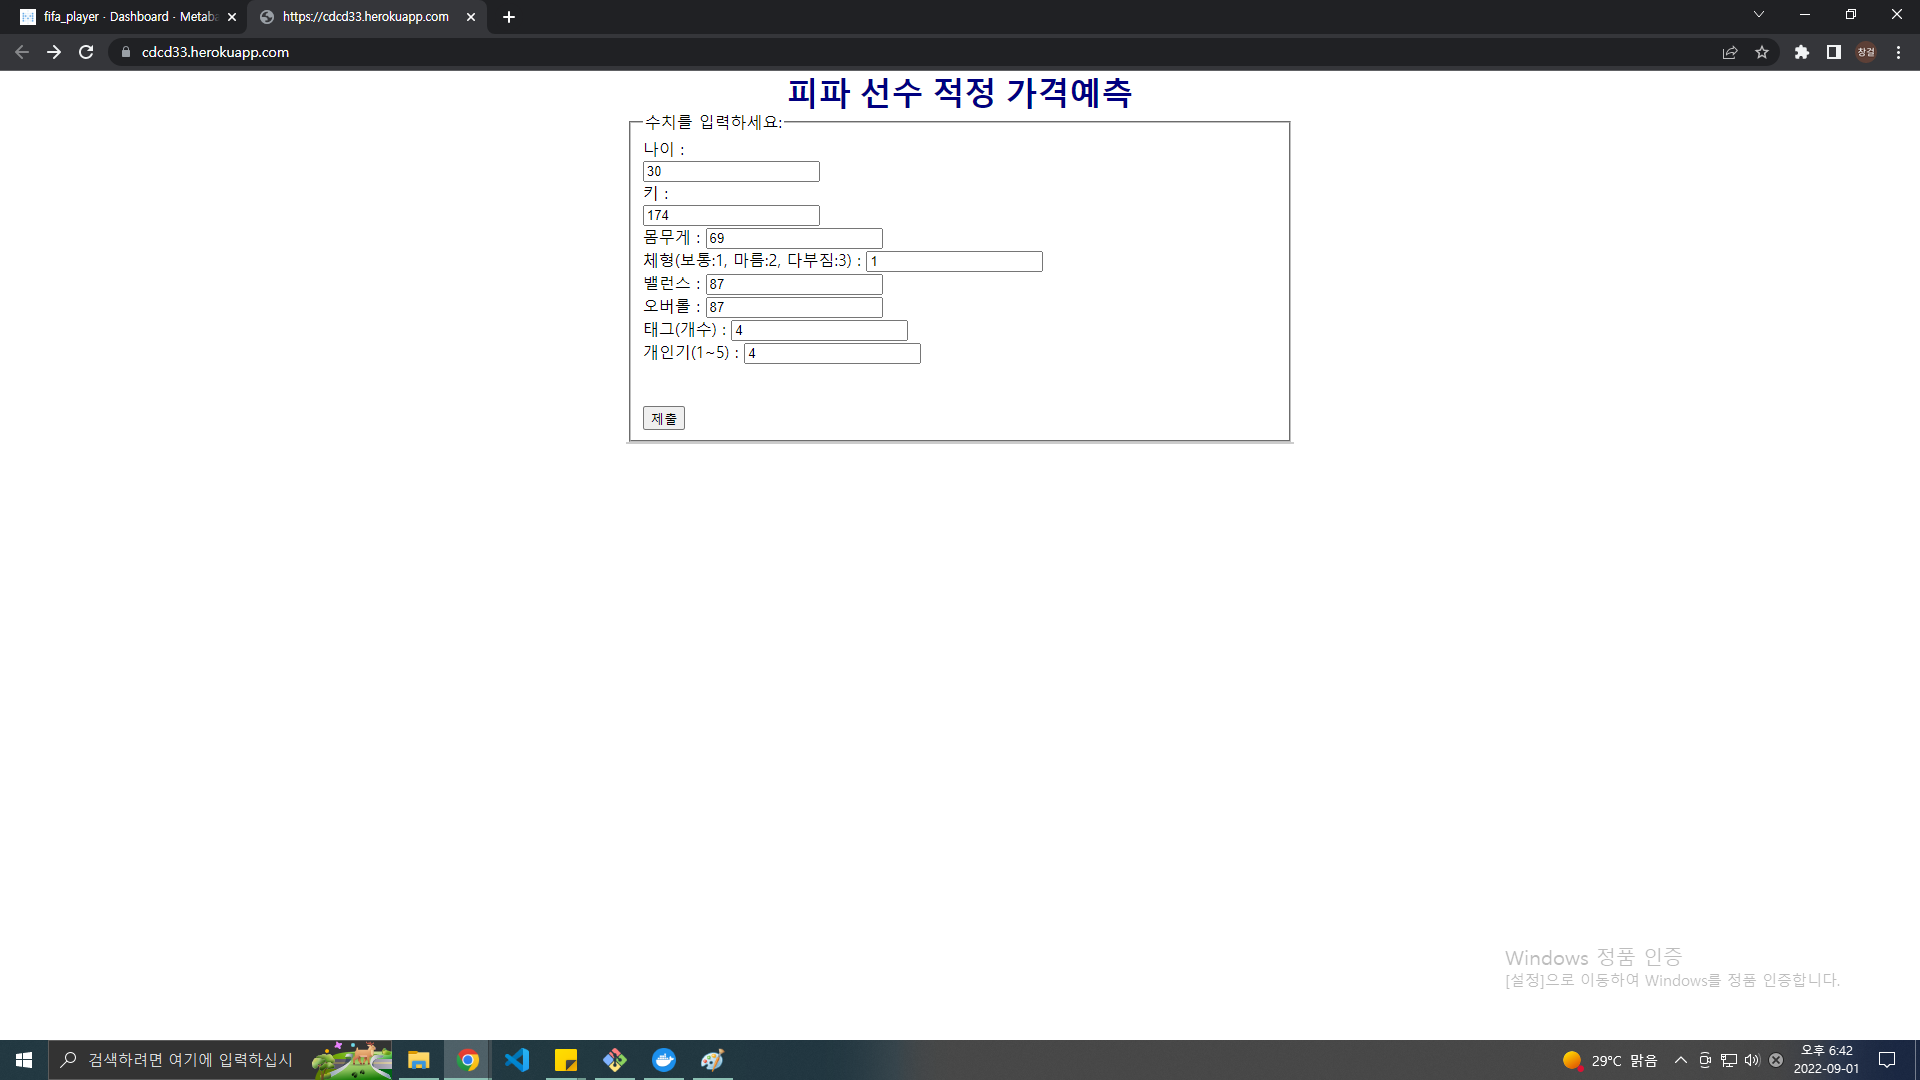 fifa_player · Dashboard · Metaba
https://cdcd33.herokuapp.com
cdcd33.herokuapp.com
창걸
피파 선수 적정 가격예측
수치를 입력하세요:
나이 :
30
키 :
174
몸무게 : 69
체형(보통:1, 마름:2, 다부짐:3) : 1
밸런스 : 87
오버롤 : 87
태그(개수) : 4
개인기(1~5) : 4
제출
Windows 정품 인증
[설정]으로 이동하여 Windows를 정품 인증합니다.
검색하려면 여기에 입력하십시
29°C 맑음
오후 6:42
2022-09-01